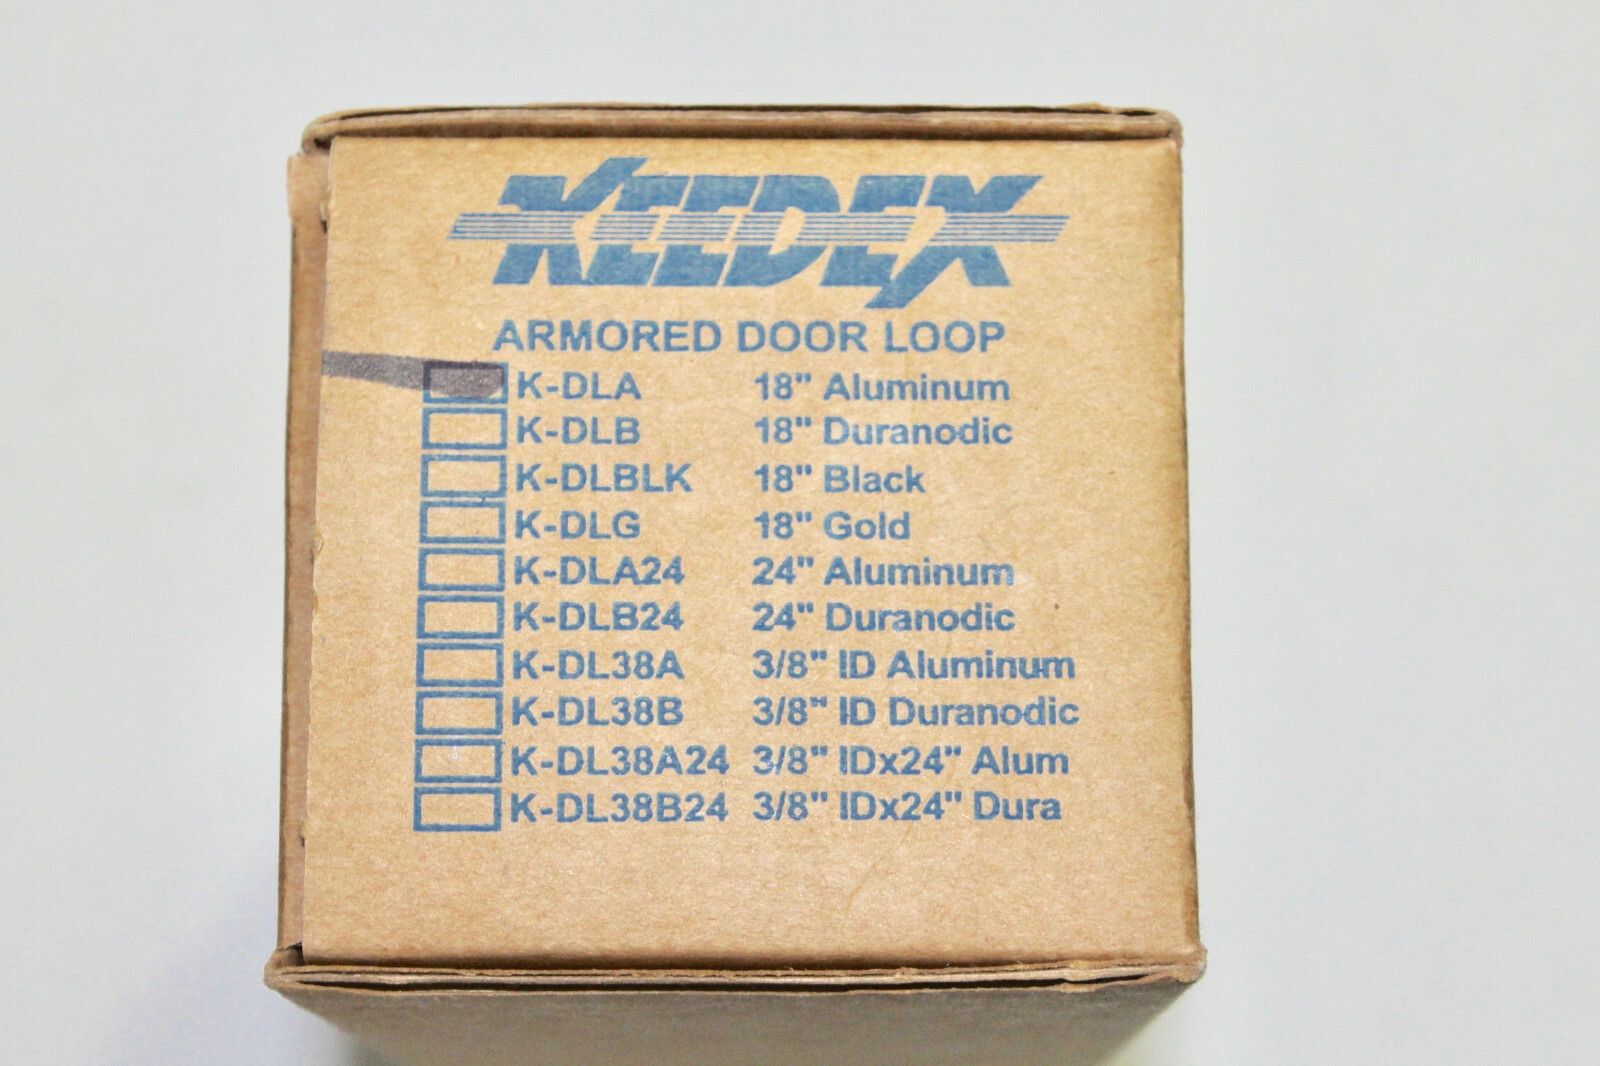 KEEDEX
ARMORED DOOR LOOP
K-DLA 18" Aluminum
K-DLB 18" Duranodic
K-DLBLK 18" Black
K-DLG 18" Gold
K-DLA24 24" Aluminum
K-DLB24 24" Duranodic
K-DL38A 3/8" ID Aluminum
K-DL38B 3/8" ID Duranodic
K-DL38A24 3/8" IDx24" Alum
K-DL38B24 3/8" IDx24" Dura